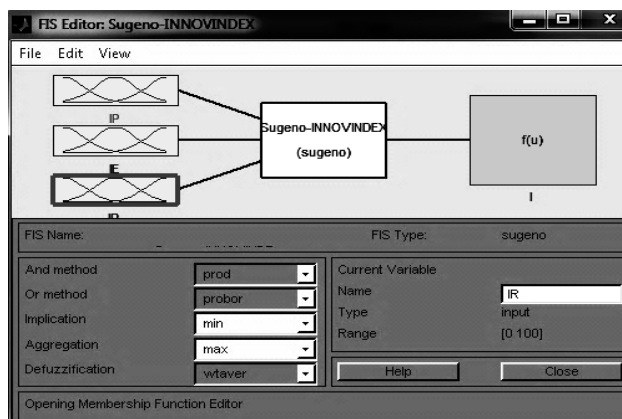 FIS Editor: Sugeno-INNOVINDEX
File Edit View
IP
IE
Sugeno-INNOVINDEX
(sugeno)
f(u)
I
FIS Name:
FIS Type: sugeno
And method prod
Or method probor
Implication min
Aggregation max
Defuzzification wtaver
Current Variable
Name IR
Type input
Range [0 100]
Help
Close
Opening Membership Function Editor